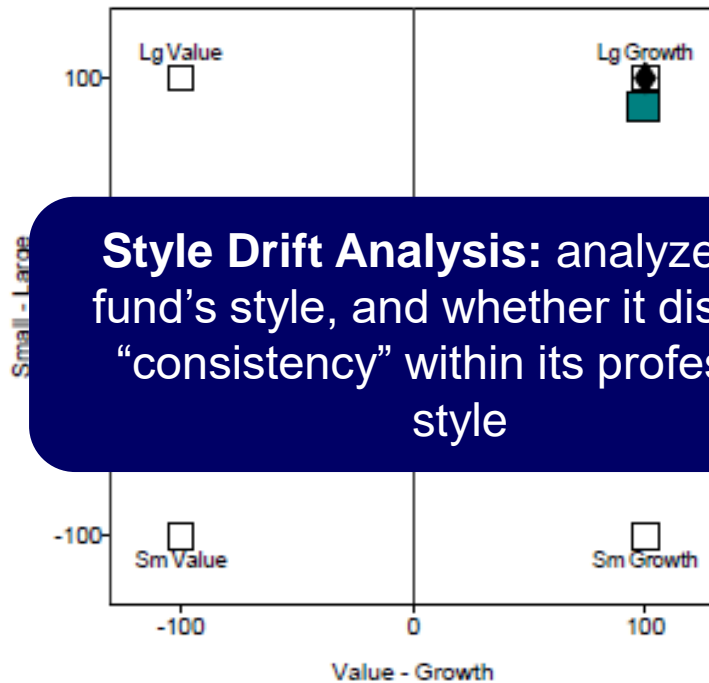 Lg Value
Lg Growth
100
Small - Large
Style Drift Analysis: analyze
fund’s style, and whether it dis
“consistency” within its profes
style
-100
Sm Value
Sm Growth
-100
0
100
Value - Growth